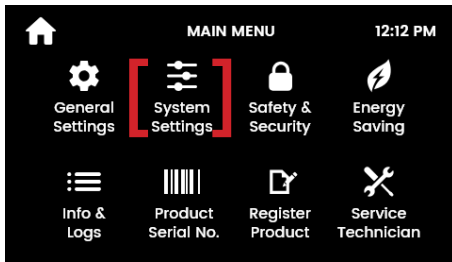 MAIN MENU
12:12 PM
General
Settings
System
Settings
Safety &
Security
Energy
Saving
Info &
Logs
Product
Serial No.
Register
Product
Service
Technician